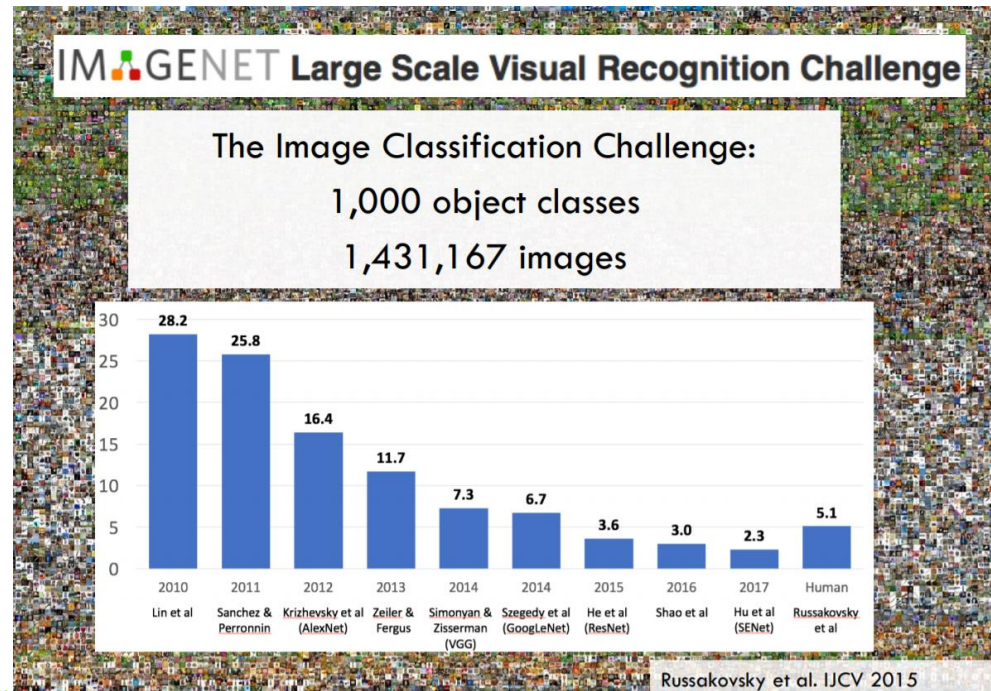 IMAGENET Large Scale Visual Recognition Challenge
The Image Classification Challenge:
1,000 object classes
1,431,167 images
30
25
20
15
10
5
0
28.2
25.8
16.4
11.7
7.3
6.7
3.6
3.0
2.3
5.1
2010 2011 2012 2013 2014 2014 2015 2016 2017 Human
Lin et al Sanchez & Krizhevsky et al Zeiler & Simonyan & Szegedy et al He et al Shao et al Hu et al Russakovsky
Perronnin (AlexNet) Fergus Zisserman (GoogLeNet) (ResNet) (SENet) et al
(VGG)
Russakovsky et al. IJCV 2015